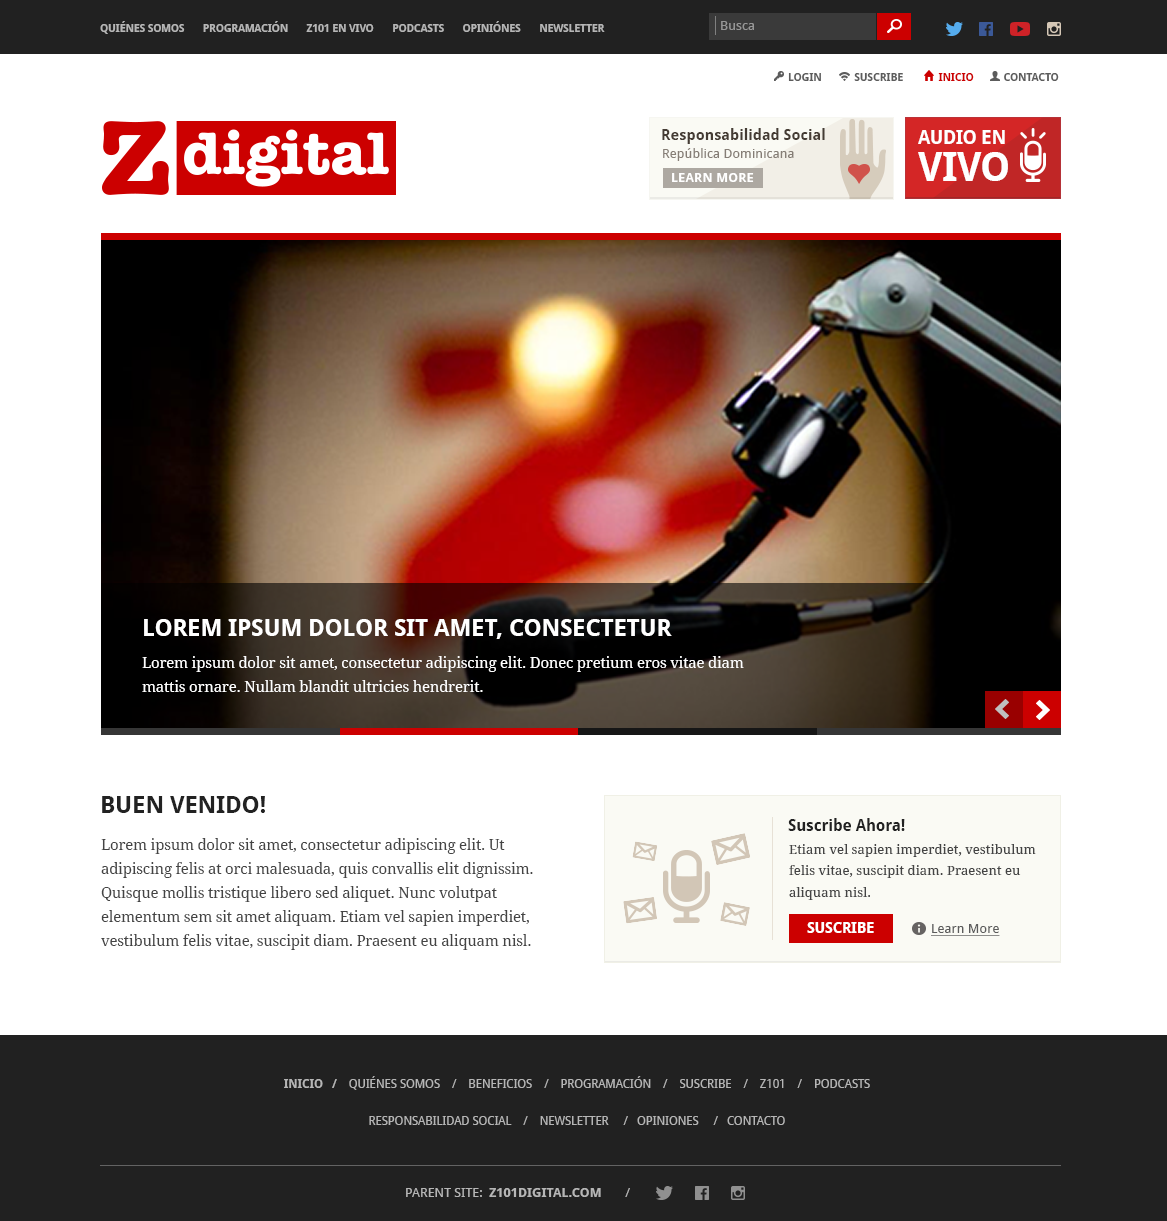 QUIÉNES SOMOS PROGRAMACIÓN Z101 EN VIVO PODCASTS OPINIÓNES NEWSLETTER Busca
LOGIN SUSCRIBE INICIO CONTACTO
Z digital
Responsabilidad Social
República Dominicana
LEARN MORE
AUDIO EN
VIVO
LOREM IPSUM DOLOR SIT AMET, CONSECTETUR
Lorem ipsum dolor sit amet, consectetur adipiscing elit. Donec pretium eros vitae diam
mattis ornare. Nullam blandit ultricies hendrerit.
BUEN VENIDO!
Lorem ipsum dolor sit amet, consectetur adipiscing elit. Ut
adipiscing felis at orci malesuada, quis convallis elit dignissim.
Quisque mollis tristique libero sed aliquet. Nunc volutpat
elementum sem sit amet aliquam. Etiam vel sapien imperdiet,
vestibulum felis vitae, suscipit diam. Praesent eu aliquam nisl.
Suscribe Ahora!
Etiam vel sapien imperdiet, vestibulum
felis vitae, suscipit diam. Praesent eu
aliquam nisl.
SUSCRIBE Learn More
INICIO / QUIÉNES SOMOS / BENEFICIOS / PROGRAMACIÓN / SUSCRIBE / Z101 / PODCASTS
RESPONSABILIDAD SOCIAL / NEWSLETTER / OPINIONES / CONTACTO
PARENT SITE: Z101DIGITAL.COM /